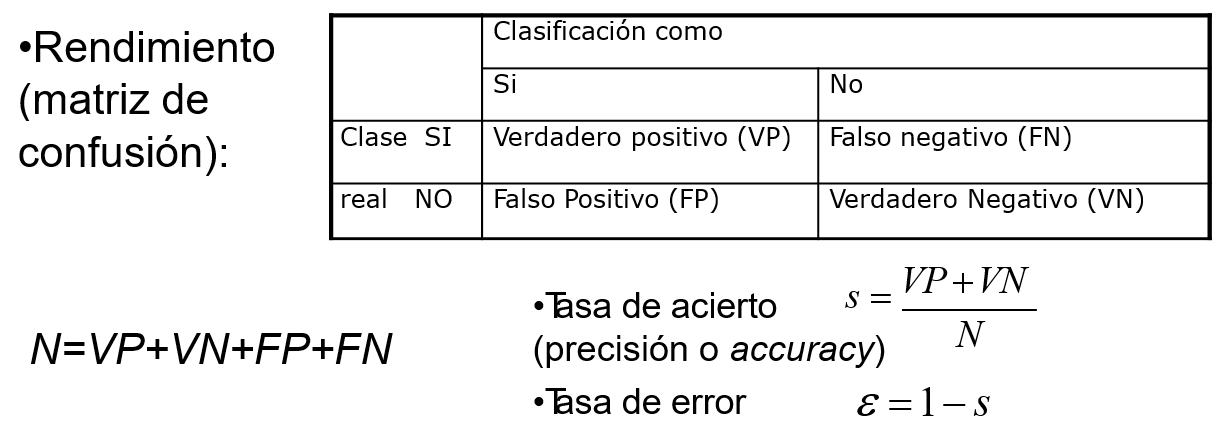 •Rendimiento
(matriz de
confusión):
Clasificación como
Si No
Clase SI Verdadero positivo (VP) Falso negativo (FN)
real NO Falso Positivo (FP) Verdadero Negativo (VN)
N=VP+VN+FP+FN
•Tasa de acierto
(precisión o accuracy)
s = (VP + VN) / N
•Tasa de error
ε = 1 − s